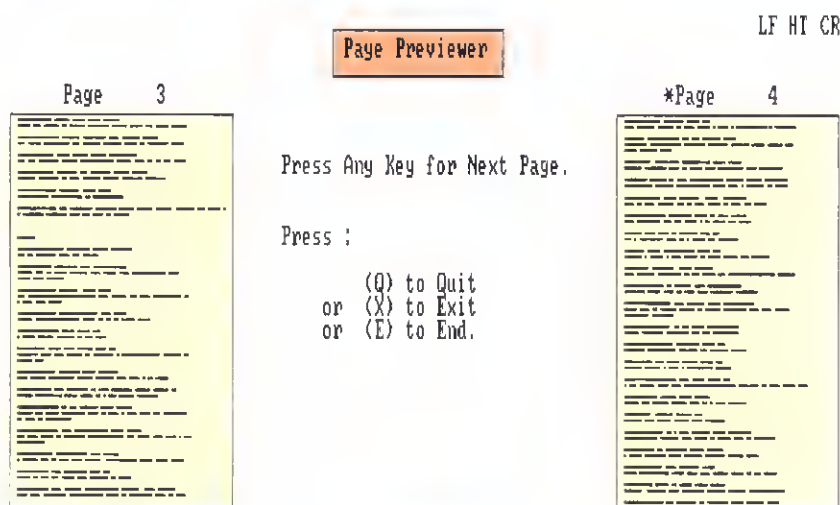 LF HT CR
Page Previewer
Page 3
*Page 4
Press Any Key for Next Page.
Press :
(Q) to Quit
or (X) to Exit
or (E) to End.